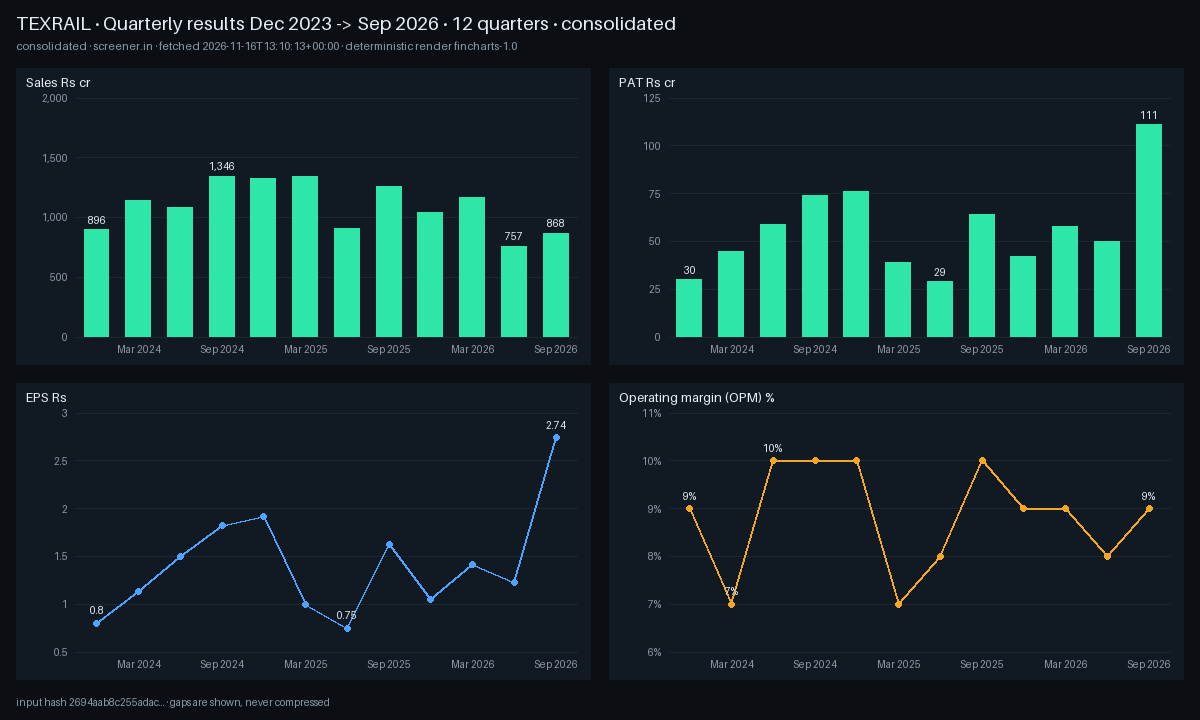 TEXRAIL · Quarterly results Dec 2023 -> Sep 2026 · 12 quarters · consolidated
consolidated · screener.in · fetched 2026-11-16T13:10:13+00:00 · deterministic render fincharts-1.0
Sales Rs cr
2,000
1,500
1,000
500
0
896
1,346
757
868
Mar 2024
Sep 2024
Mar 2025
Sep 2025
Mar 2026
Sep 2026
PAT Rs cr
125
100
75
50
25
0
30
29
111
Mar 2024
Sep 2024
Mar 2025
Sep 2025
Mar 2026
Sep 2026
EPS Rs
3
2.5
2
1.5
1
0.5
0.8
0.75
2.74
Mar 2024
Sep 2024
Mar 2025
Sep 2025
Mar 2026
Sep 2026
Operating margin (OPM) %
11%
10%
9%
8%
7%
6%
9%
7%
10%
9%
Mar 2024
Sep 2024
Mar 2025
Sep 2025
Mar 2026
Sep 2026
input hash 2694aab8c255adac... · gaps are shown, never compressed